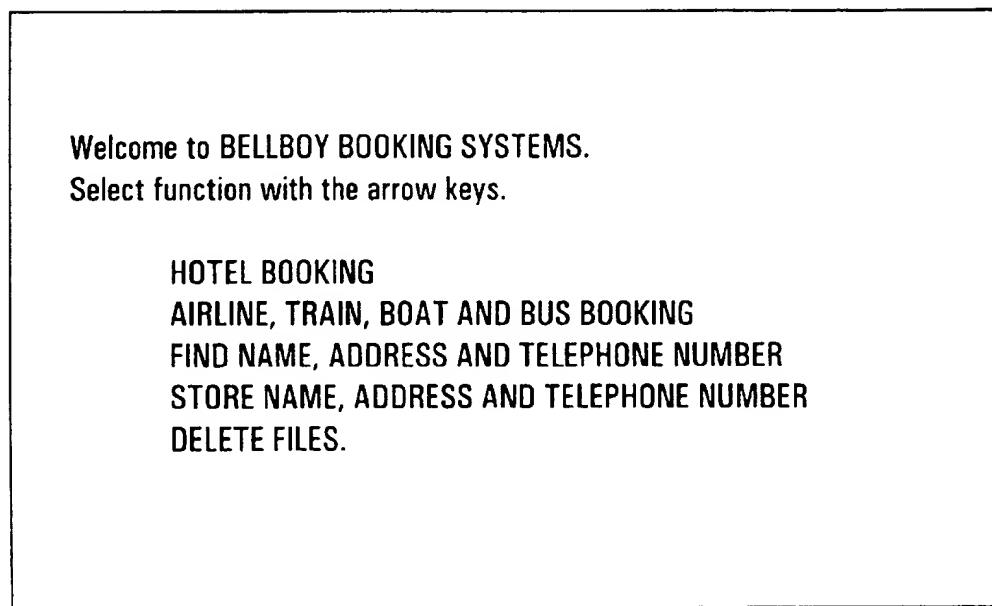 Welcome to BELLBOY BOOKING SYSTEMS.
Select function with the arrow keys.
HOTEL BOOKING
AIRLINE, TRAIN, BOAT AND BUS BOOKING
FIND NAME, ADDRESS AND TELEPHONE NUMBER
STORE NAME, ADDRESS AND TELEPHONE NUMBER
DELETE FILES.